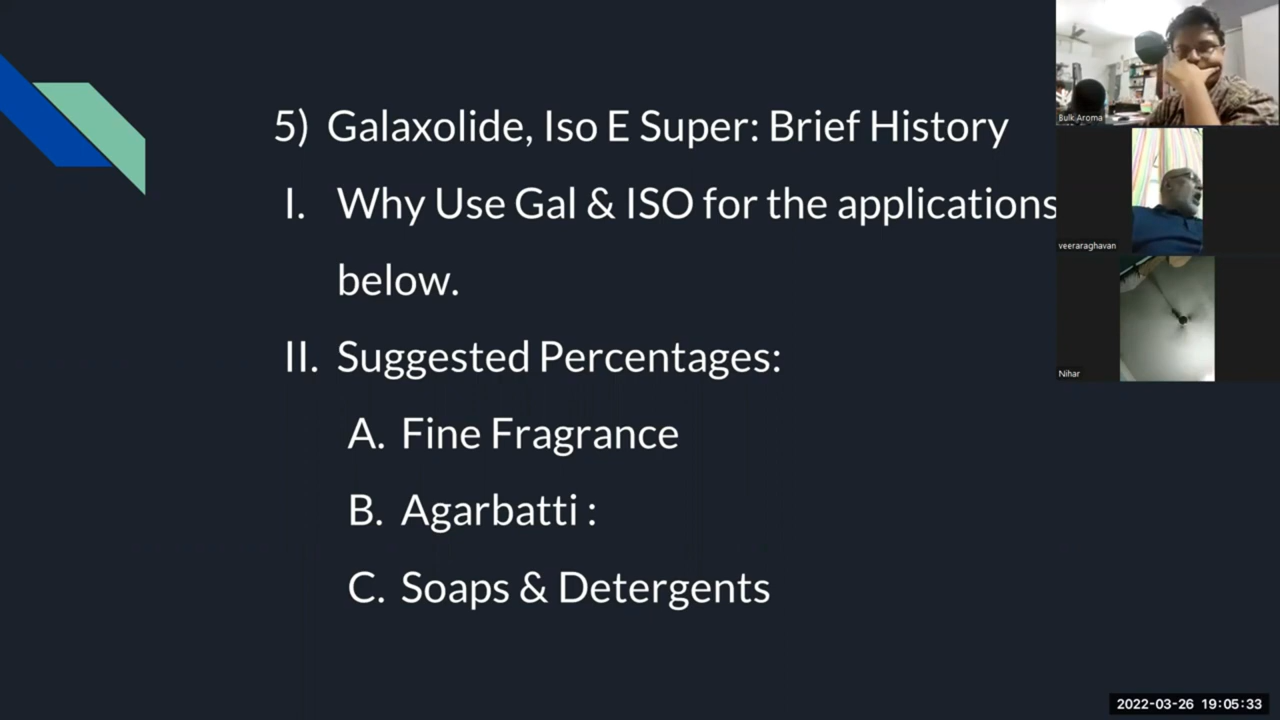 5) Galaxolide, Iso E Super: Brief History
I. Why Use Gal & ISO for the applications
below.
II. Suggested Percentages:
A. Fine Fragrance
B. Agarbatti :
C. Soaps & Detergents
Bulk Aroma
veeraraghavan
Nihar
2022-03-26 19:05:33